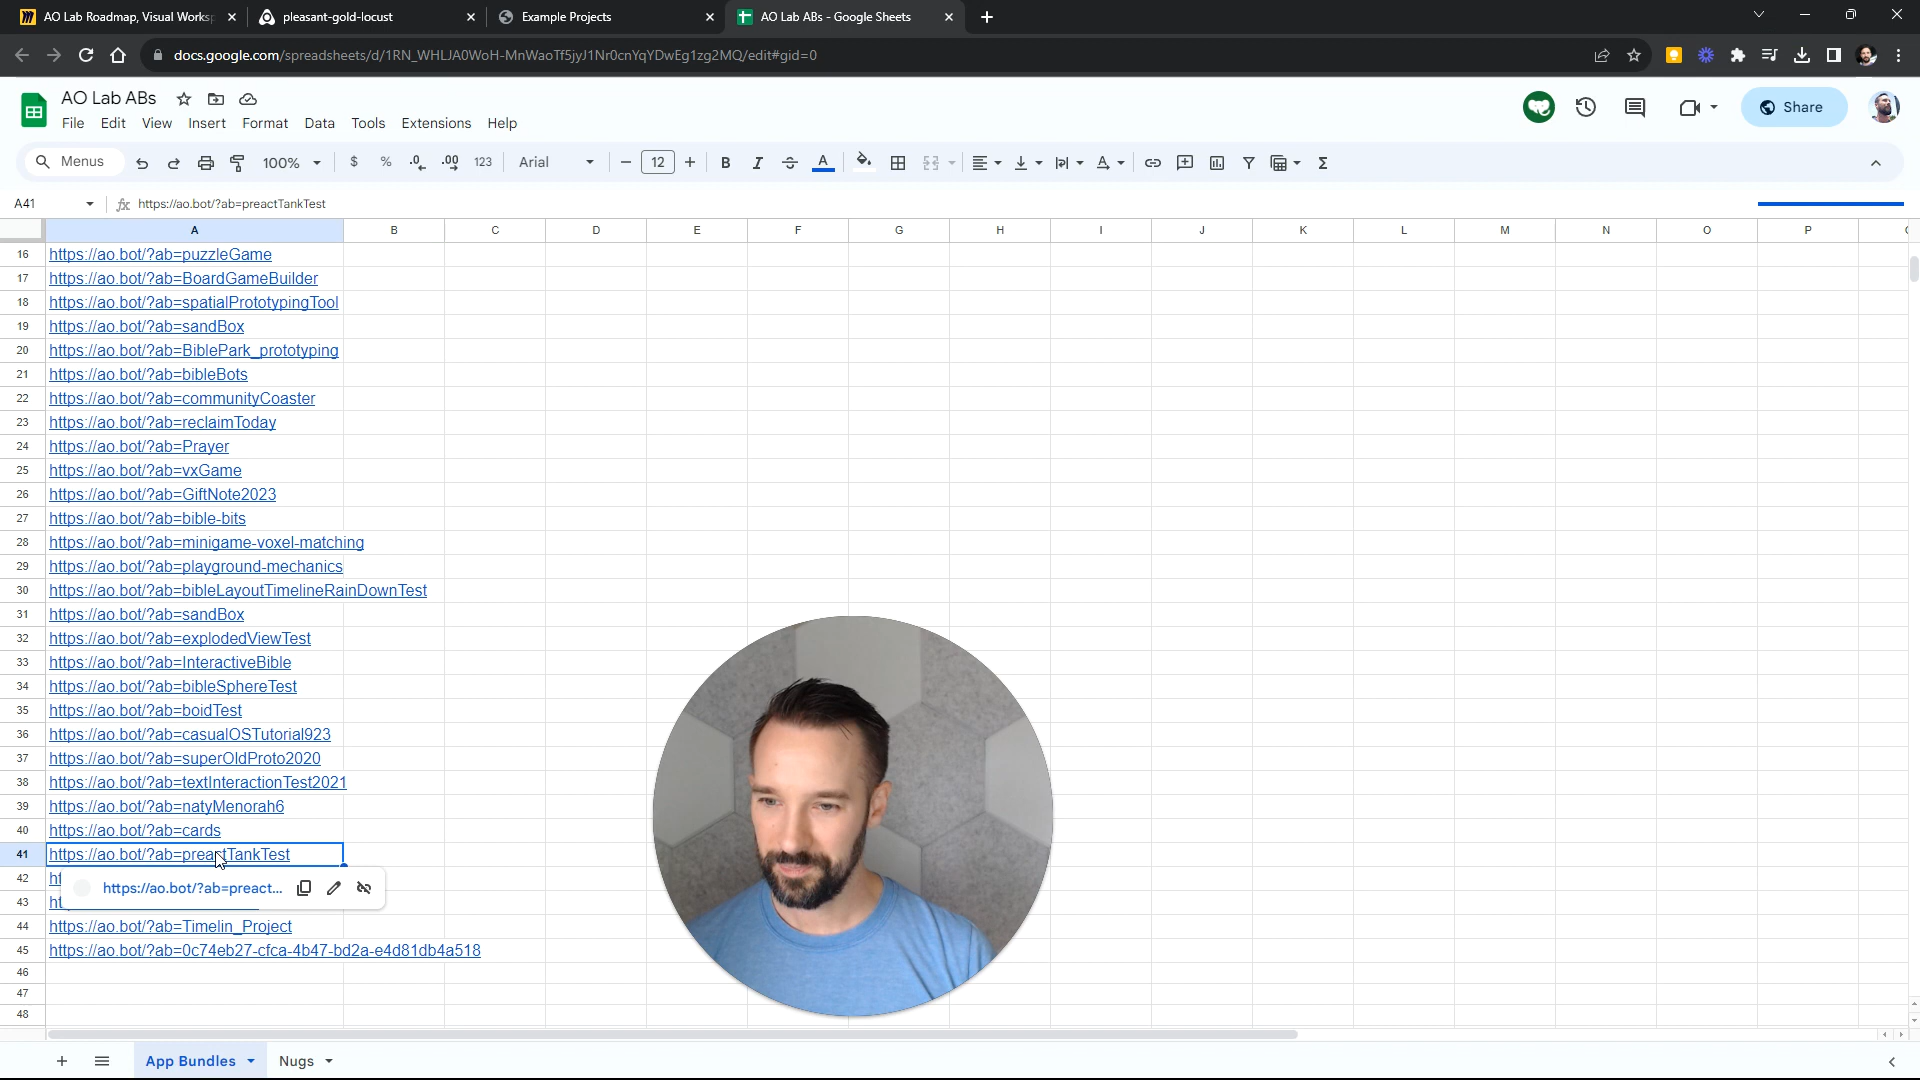 AO Lab Roadmap, Visual Works
pleasant-gold-locust
Example Projects
AO Lab ABs - Google Sheets
docs.google.com/spreadsheets/d/1RN_WHLJA0WoH-MnWaoTf5jyJ1Nr0cnYqYDwEg1zg2MQ/edit#gid=0
AO Lab ABs
File Edit View Insert Format Data Tools Extensions Help
Share
Menus 100% $ % .0 .00 123 Arial 12 B I A
A41 fx https://ao.bot/?ab=preactTankTest
A B C D E F G H I J K L M N O P
16 https://ao.bot/?ab=puzzleGame
17 https://ao.bot/?ab=BoardGameBuilder
18 https://ao.bot/?ab=spatialPrototypingTool
19 https://ao.bot/?ab=sandBox
20 https://ao.bot/?ab=BiblePark_prototyping
21 https://ao.bot/?ab=bibleBots
22 https://ao.bot/?ab=communityCoaster
23 https://ao.bot/?ab=reclaimToday
24 https://ao.bot/?ab=Prayer
25 https://ao.bot/?ab=vxGame
26 https://ao.bot/?ab=GiftNote2023
27 https://ao.bot/?ab=bible-bits
28 https://ao.bot/?ab=minigame-voxel-matching
29 https://ao.bot/?ab=playground-mechanics
30 https://ao.bot/?ab=bibleLayoutTimelineRainDownTest
31 https://ao.bot/?ab=sandBox
32 https://ao.bot/?ab=explodedViewTest
33 https://ao.bot/?ab=InteractiveBible
34 https://ao.bot/?ab=bibleSphereTest
35 https://ao.bot/?ab=boidTest
36 https://ao.bot/?ab=casualOSTutorial923
37 https://ao.bot/?ab=superOldProto2020
38 https://ao.bot/?ab=textInteractionTest2021
39 https://ao.bot/?ab=natyMenorah6
40 https://ao.bot/?ab=cards
41 https://ao.bot/?ab=preactTankTest
42 ht
https://ao.bot/?ab=preact...
43 ht
44 https://ao.bot/?ab=Timelin_Project
45 https://ao.bot/?ab=0c74eb27-cfca-4b47-bd2a-e4d81db4a518
46
47
48
App Bundles Nugs